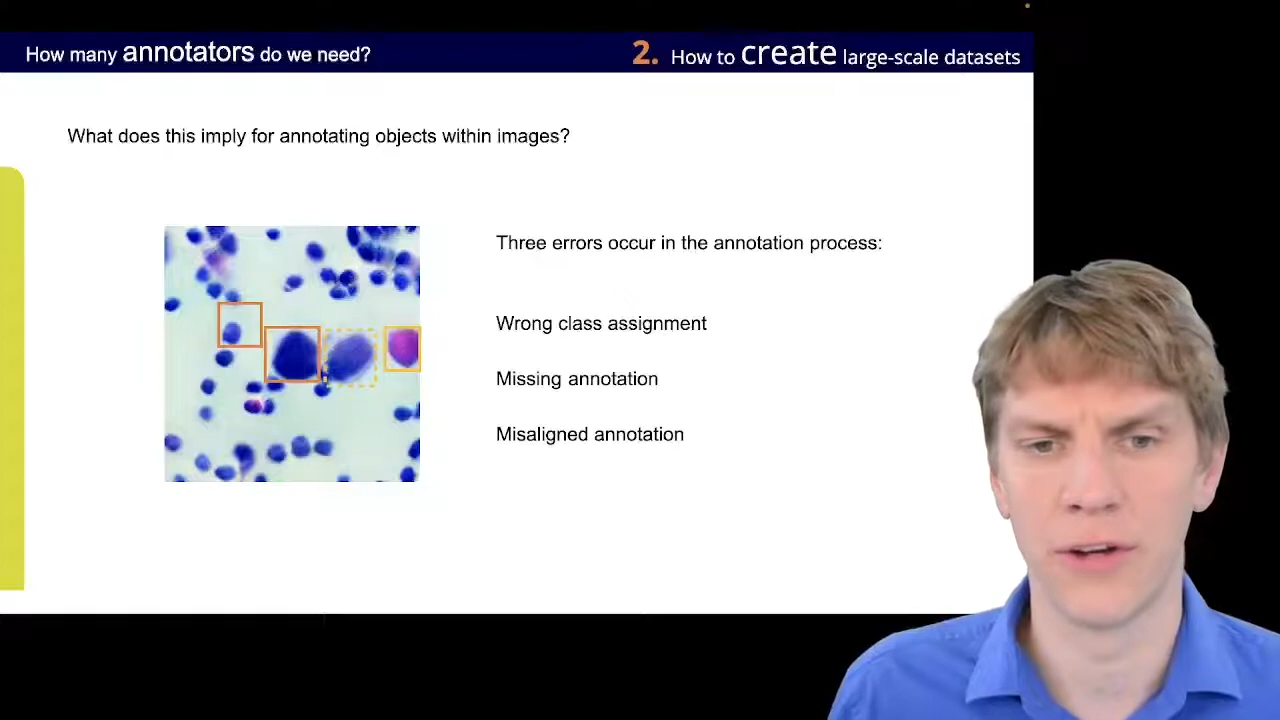 How many annotators do we need?
2. How to create large-scale datasets
What does this imply for annotating objects within images?
Three errors occur in the annotation process:
Wrong class assignment
Missing annotation
Misaligned annotation